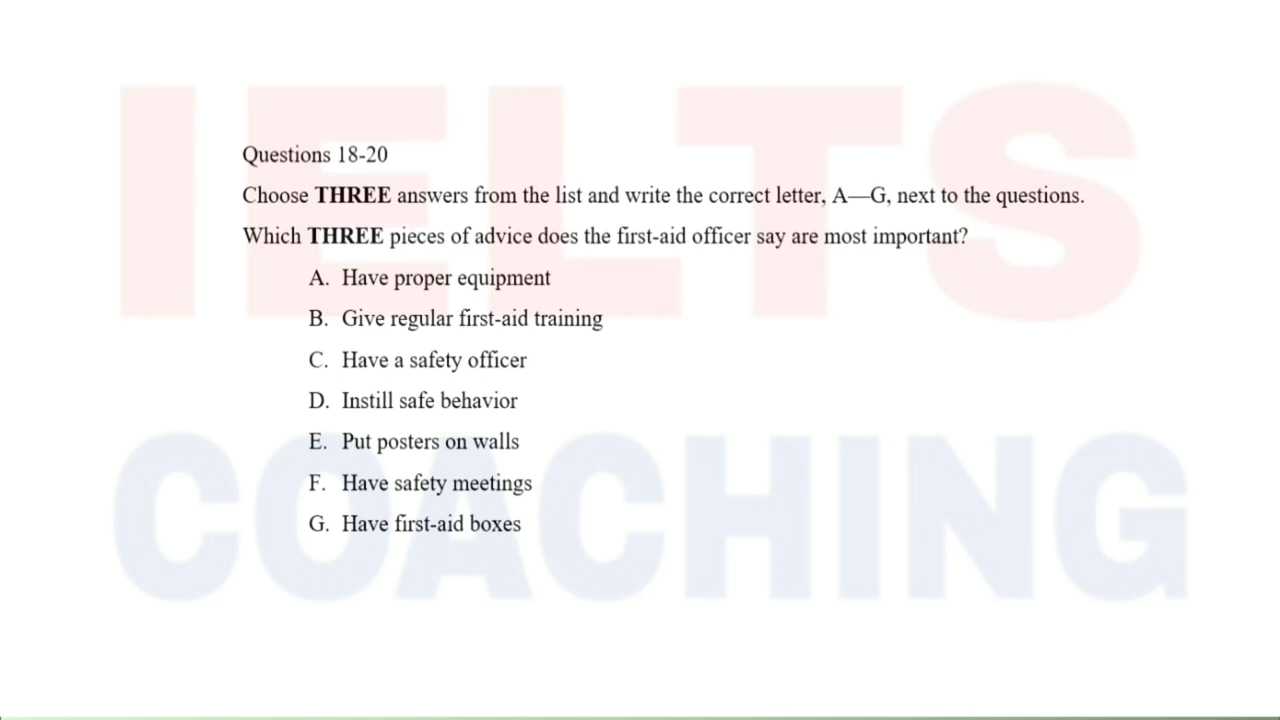 Questions 18-20
Choose THREE answers from the list and write the correct letter, A—G, next to the questions.
Which THREE pieces of advice does the first-aid officer say are most important?
A. Have proper equipment
B. Give regular first-aid training
C. Have a safety officer
D. Instill safe behavior
E. Put posters on walls
F. Have safety meetings
G. Have first-aid boxes
IELTS
COACHING